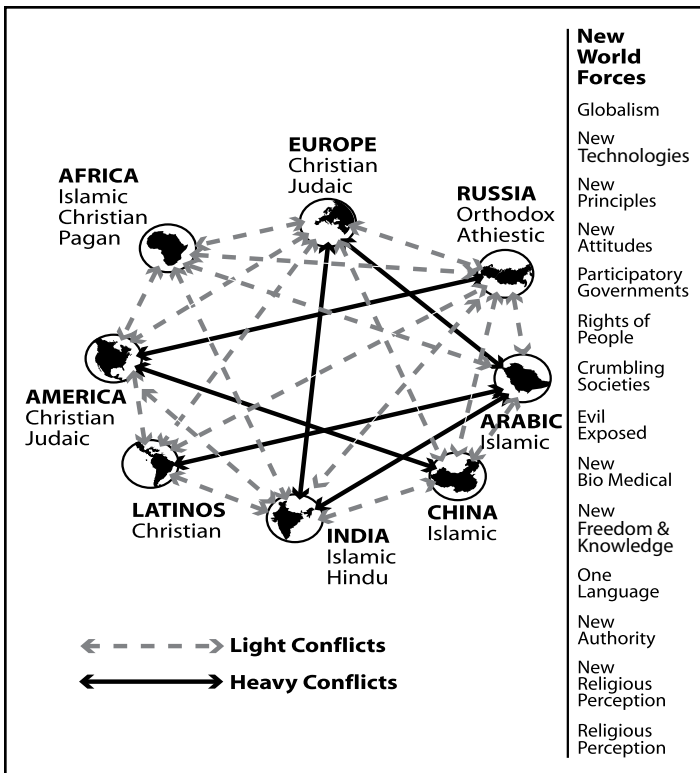 EUROPE
Christian
Judaic
AFRICA
Islamic
Christian
Pagan
RUSSIA
Orthodox
Athiestic
AMERICA
Christian
Judaic
ARABIC
Islamic
LATINOS
Christian
INDIA
Islamic
Hindu
CHINA
Islamic
Light Conflicts
Heavy Conflicts
New
World
Forces
Globalism
New
Technologies
New
Principles
New
Attitudes
Participatory
Governments
Rights of
People
Crumbling
Societies
Evil
Exposed
New
Bio Medical
New
Freedom &
Knowledge
One
Language
New
Authority
New
Religious
Perception
Religious
Perception